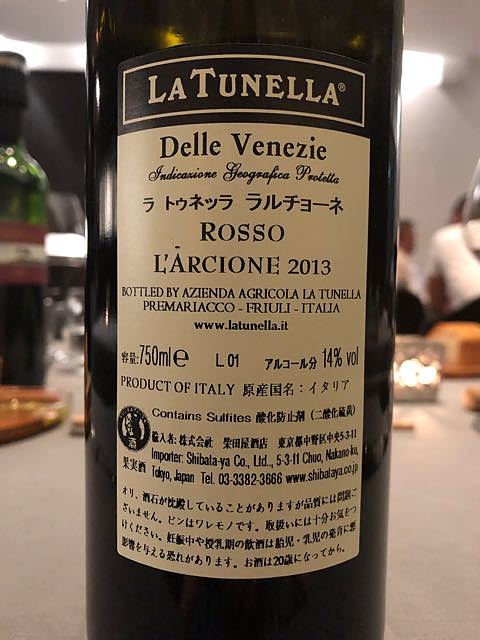 LA TUNELLA®
Delle Venezie
Indicazione Geografica Protetta
ラ トゥネッラ ラルチョーネ
ROSSO
L'ARCIONE 2013
BOTTLED BY AZIENDA AGRICOLA LA TUNELLA
PREMARIACCO - FRIULI - ITALIA
www.latunella.it
容量:750ml℮ L 01 アルコール分 14% vol
PRODUCT OF ITALY 原産国名：イタリア
Contains Sulfites 酸化防止剤（二酸化硫黄）
輸入者: 株式会社 柴田屋酒店 東京都中野区中央5-3-11
Importer: Shibata-ya Co., Ltd., 5-3-11 Chuo, Nakano-ku,
果実酒 Tokyo, Japan Tel. 03-3382-3666 www.shibataya.co.jp
オリ、酒石が沈殿していることがありますが品質には問題ご
ざいません。ビンはワレモノです。取扱いには十分お気をつ
けください。妊娠中や授乳期の飲酒は胎児・乳児の発育に悪
影響を与える恐れがあります。お酒は20歳になってから。